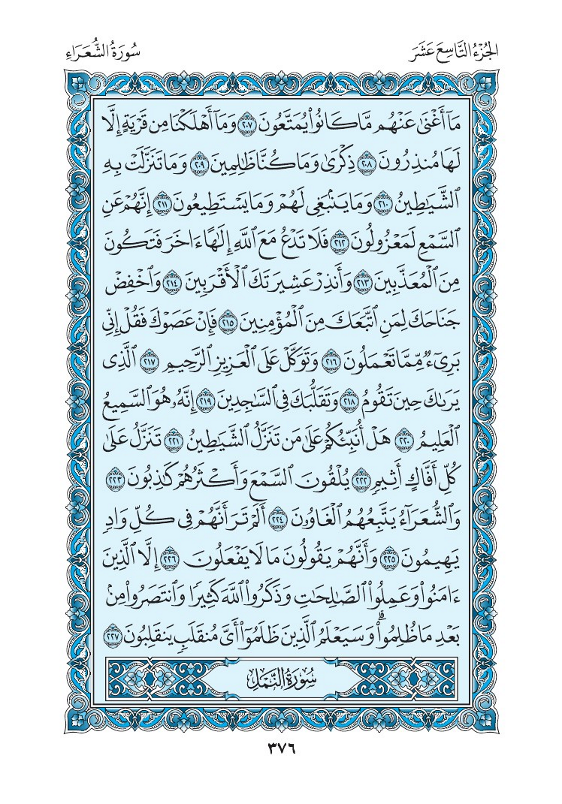 الجُزْءُ التَّاسِعَ عَشَرَ
سُورَةُ الشُّعَرَاءِ
مَآ أَغْنَىٰ عَنْهُم مَّا كَانُوا۟ يُمَتَّعُونَ ٢٠٧ وَمَآ أَهْلَكْنَا مِن قَرْيَةٍ إِلَّا
لَهَا مُنذِرُونَ ٢٠٨ ذِكْرَىٰ وَمَا كُنَّا ظَٰلِمِينَ ٢٠٩ وَمَا تَنَزَّلَتْ بِهِ
ٱلشَّيَٰطِينُ ٢١٠ وَمَا يَنۢبَغِى لَهُمْ وَمَا يَسْتَطِيعُونَ ٢١١ إِنَّهُمْ عَنِ
ٱلسَّمْعِ لَمَعْزُولُونَ ٢١٢ فَلَا تَدْعُ مَعَ ٱللَّهِ إِلَٰهًا ءَاخَرَ فَتَكُونَ
مِنَ ٱلْمُعَذَّبِينَ ٢١٣ وَأَنذِرْ عَشِيرَتَكَ ٱلْأَقْرَبِينَ ٢١٤ وَٱخْفِضْ
جَنَاحَكَ لِمَنِ ٱتَّبَعَكَ مِنَ ٱلْمُؤْمِنِينَ ٢١٥ فَإِنْ عَصَوْكَ فَقُلْ إِنِّى
بَرِىٓءٌ مِّمَّا تَعْمَلُونَ ٢١٦ وَتَوَكَّلْ عَلَى ٱلْعَزِيزِ ٱلرَّحِيمِ ٢١٧ ٱلَّذِى
يَرَىٰكَ حِينَ تَقُومُ ٢١٨ وَتَقَلُّبَكَ فِى ٱلسَّٰجِدِينَ ٢١٩ إِنَّهُۥ هُوَ ٱلسَّمِيعُ
ٱلْعَلِيمُ ٢٢٠ هَلْ أُنَبِّئُكُمْ عَلَىٰ مَن تَنَزَّلُ ٱلشَّيَٰطِينُ ٢٢١ تَنَزَّلُ عَلَىٰ
كُلِّ أَفَّاكٍ أَثِيمٍ ٢٢٢ يُلْقُونَ ٱلسَّمْعَ وَأَكْثَرُهُمْ كَٰذِبُونَ ٢٢٣
وَٱلشُّعَرَآءُ يَتَّبِعُهُمُ ٱلْغَاوُۥنَ ٢٢٤ أَلَمْ تَرَ أَنَّهُمْ فِى كُلِّ وَادٍ
يَهِيمُونَ ٢٢٥ وَأَنَّهُمْ يَقُولُونَ مَا لَا يَفْعَلُونَ ٢٢٦ إِلَّا ٱلَّذِينَ
ءَامَنُوا۟ وَعَمِلُوا۟ ٱلصَّٰلِحَٰتِ وَذَكَرُوا۟ ٱللَّهَ كَثِيرًا وَٱنتَصَرُوا۟ مِنۢ
بَعْدِ مَا ظُلِمُوا۟ ۗ وَسَيَعْلَمُ ٱلَّذِينَ ظَلَمُوٓا۟ أَىَّ مُنقَلَبٍ يَنقَلِبُونَ ٢٢٧
سُورَةُ النَّمْلِ
٣٧٦